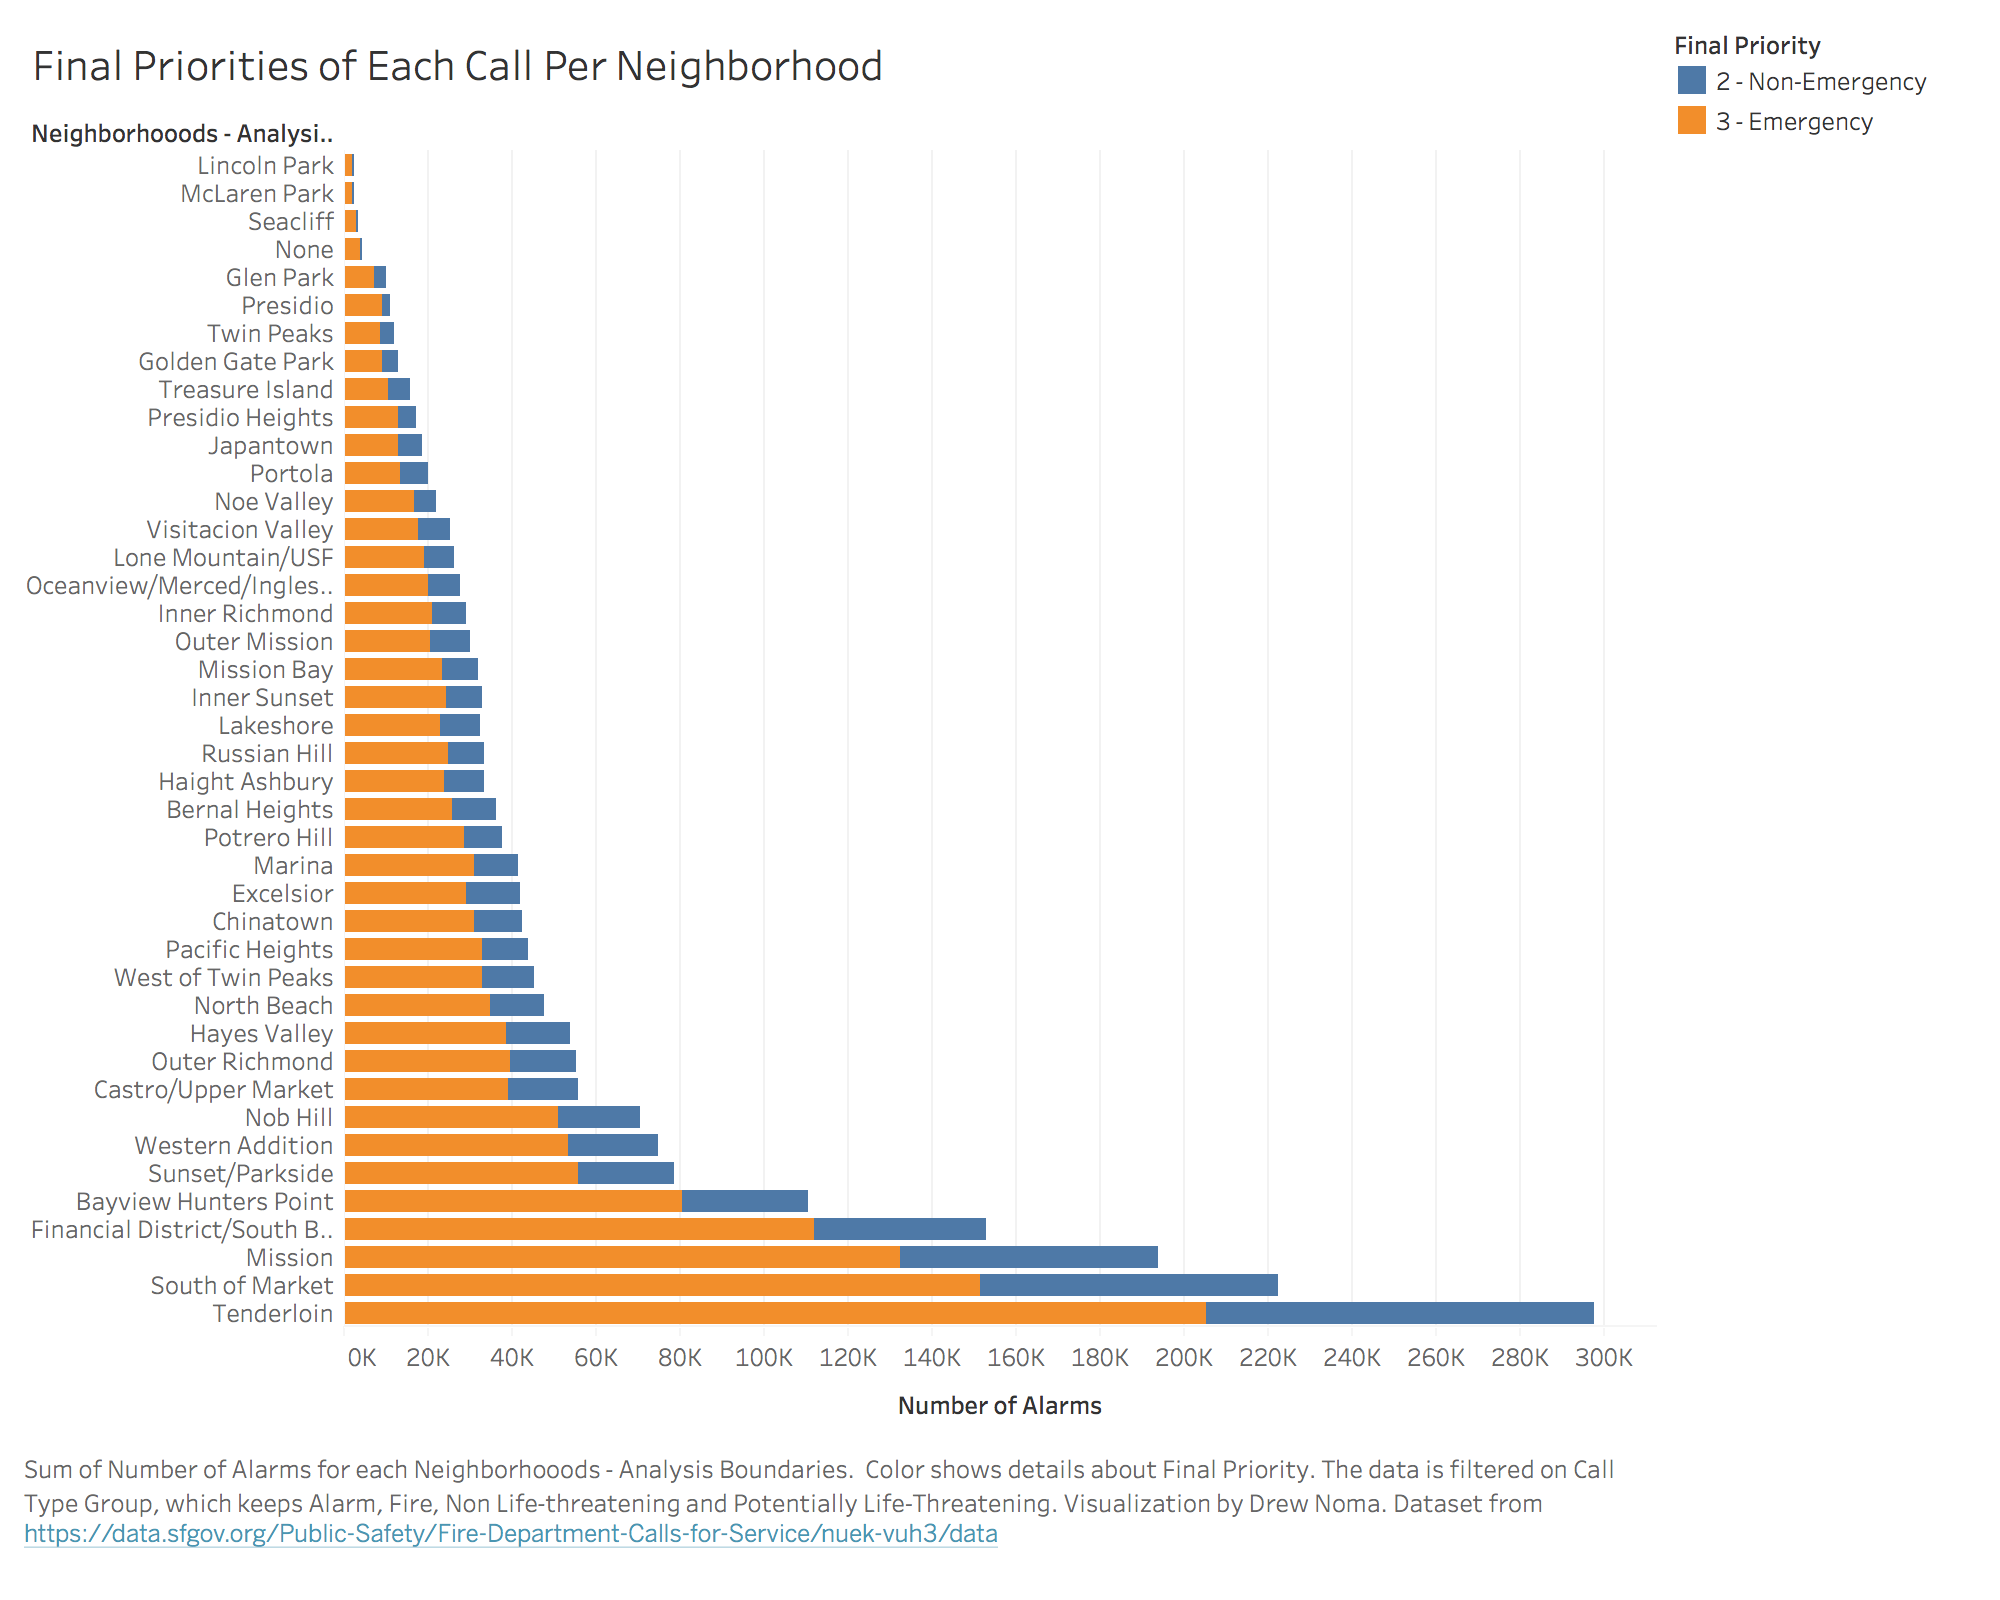 Final Priorities of Each Call Per Neighborhood
Final Priority
2 - Non-Emergency
3 - Emergency
Neighborhooods - Analysi..
Lincoln Park
McLaren Park
Seacliff
None
Glen Park
Presidio
Twin Peaks
Golden Gate Park
Treasure Island
Presidio Heights
Japantown
Portola
Noe Valley
Visitacion Valley
Lone Mountain/USF
Oceanview/Merced/Ingles..
Inner Richmond
Outer Mission
Mission Bay
Inner Sunset
Lakeshore
Russian Hill
Haight Ashbury
Bernal Heights
Potrero Hill
Marina
Excelsior
Chinatown
Pacific Heights
West of Twin Peaks
North Beach
Hayes Valley
Outer Richmond
Castro/Upper Market
Nob Hill
Western Addition
Sunset/Parkside
Bayview Hunters Point
Financial District/South B..
Mission
South of Market
Tenderloin
0K 20K 40K 60K 80K 100K 120K 140K 160K 180K 200K 220K 240K 260K 280K 300K
Number of Alarms
Sum of Number of Alarms for each Neighborhooods - Analysis Boundaries.  Color shows details about Final Priority. The data is filtered on Call
Type Group, which keeps Alarm, Fire, Non Life-threatening and Potentially Life-Threatening. Visualization by Drew Noma. Dataset from
https://data.sfgov.org/Public-Safety/Fire-Department-Calls-for-Service/nuek-vuh3/data